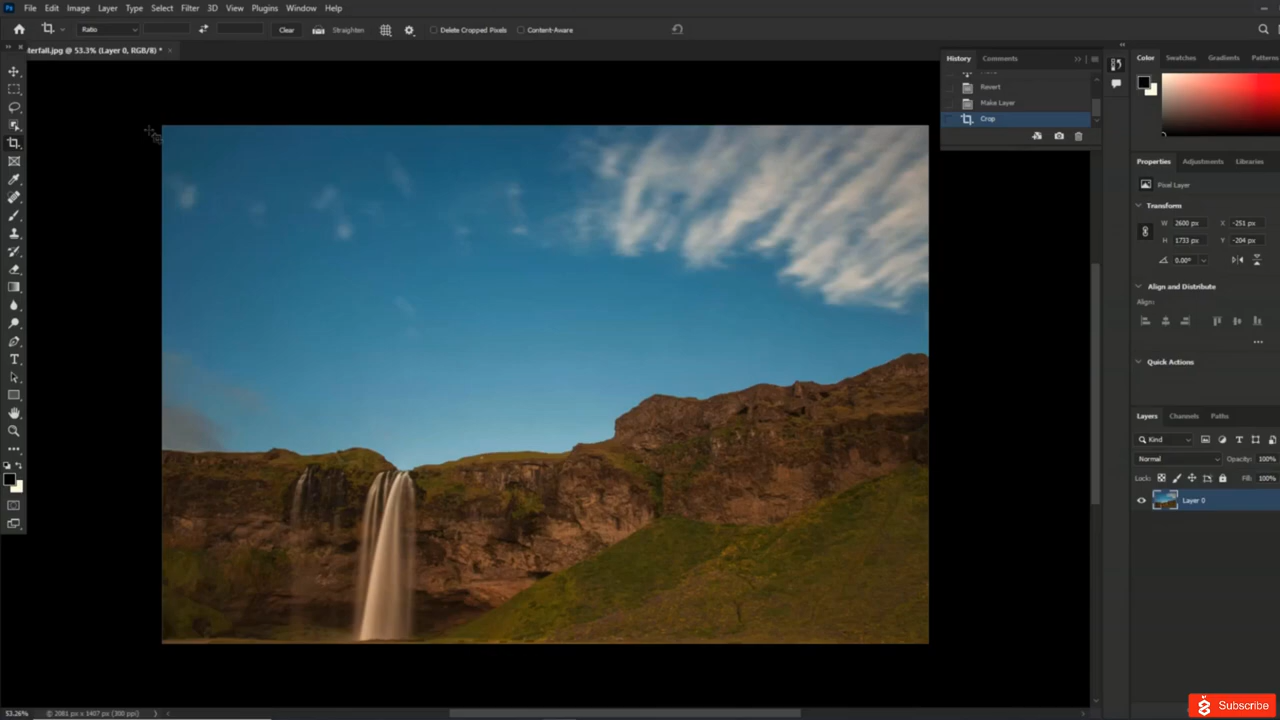 Ps File Edit Image Layer Type Select Filter 3D View Plugins Window Help
Ratio Clear Straighten Delete Cropped Pixels Content-Aware
terfall.jpg @ 53.3% (Layer 0, RGB/8) *
History Comments
Revert
Make Layer
Crop
Color Swatches Gradients Patterns
Properties Adjustments Libraries
Pixel Layer
Transform
W 2600 px X -251 px
H 1733 px Y -204 px
0.00°
Align and Distribute
Align:
Quick Actions
Layers Channels Paths
Kind
Normal Opacity: 100%
Lock: Fill: 100%
Layer 0
53.26% 2081 px x 1407 px (300 ppi)
Subscribe